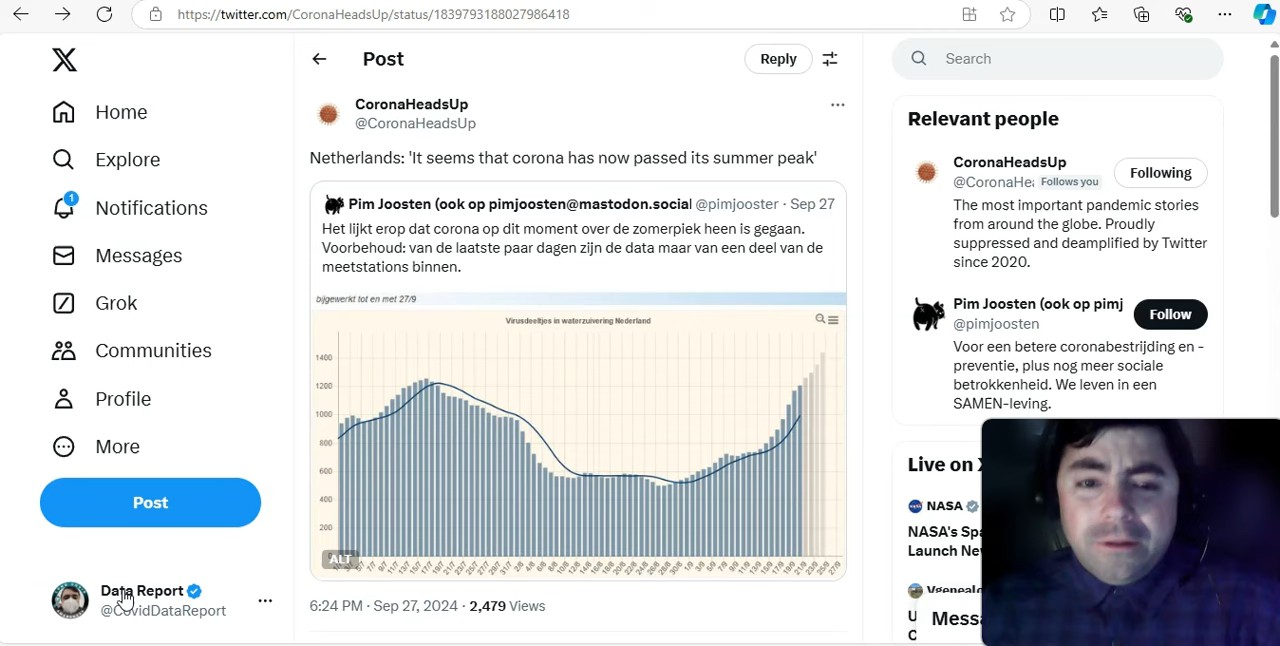 https://twitter.com/CoronaHeadsUp/status/1839793188027986418
Home
Explore
1
Notifications
Messages
Grok
Communities
Profile
More
Post
Data Report
@CovidDataReport
Post
Reply
CoronaHeadsUp
@CoronaHeadsUp
Netherlands: 'It seems that corona has now passed its summer peak'
Pim Joosten (ook op pimjoosten@mastodon.social @pimjooster · Sep 27
Het lijkt erop dat corona op dit moment over de zomerpiek heen is gegaan.
Voorbehoud: van de laatste paar dagen zijn de data maar van een deel van de
meetstations binnen.
bijgewerkt tot en met 27/9
Virusdeeltjes in waterzuivering Nederland
1400
1200
1000
800
600
400
200
0
ALT
6:24 PM · Sep 27, 2024 · 2,479 Views
Search
Relevant people
CoronaHeadsUp
@CoronaHea Follows you
Following
The most important pandemic stories
from around the globe. Proudly
suppressed and deamplified by Twitter
since 2020.
Pim Joosten (ook op pimj
@pimjoosten
Follow
Voor een betere coronabestrijding en -
preventie, plus nog meer sociale
betrokkenheid. We leven in een
SAMEN-leving.
Live on
NASA
NASA's Spa
Launch Nev
Vgenealo
Messa